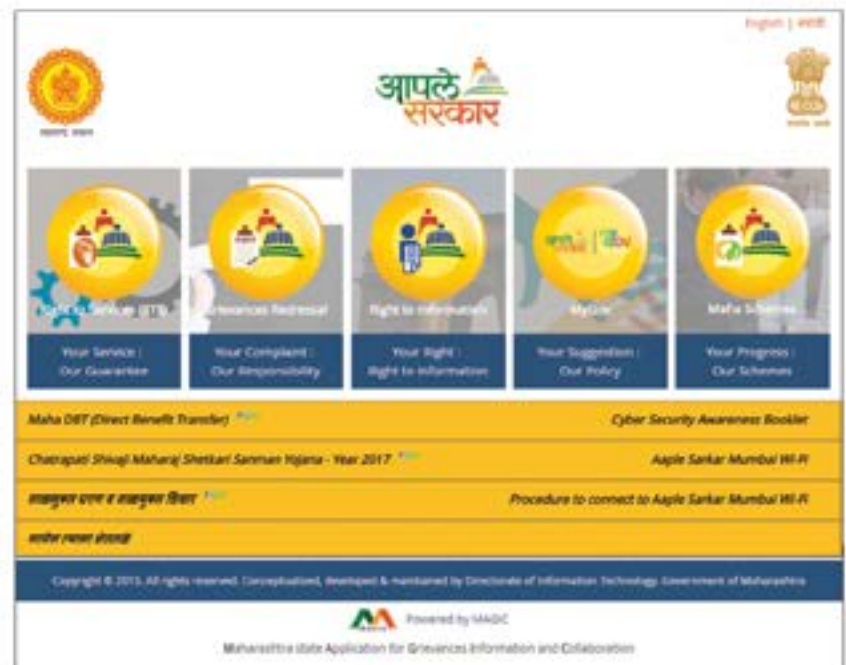 English | मराठी
आपले
सरकार
Right to Services (RTS)
Grievances Redressal
Right to Information
MyGov
Maha Schemes
Your Service :
Our Guarantee
Your Complaint :
Our Responsibility
Your Right :
Right to Information
Your Suggestion :
Our Policy
Your Progress :
Our Schemes
Maha DBT (Direct Benefit Transfer)
Cyber Security Awareness Booklet
Chatrapati Shivaji Maharaj Shetkari Sanman Yojana - Year 2017
Aaple Sarkar Mumbai Wi-Fi
Procedure to connect to Aaple Sarkar Mumbai Wi-Fi
Copyright © 2015. All rights reserved. Conceptualized, developed & maintained by Directorate of Information Technology, Government of Maharashtra
Powered by MAGIC
Maharashtra state Application for Grievances Information and Collaboration